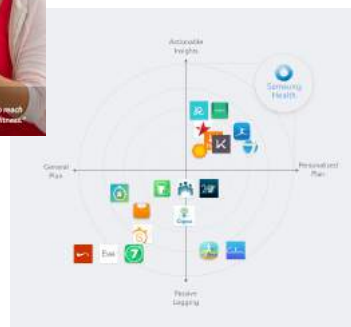 to reach
fitness."
Actionable
Insights
Samsung
Health
General
Plan
Personalized
Plan
Passive
Logging